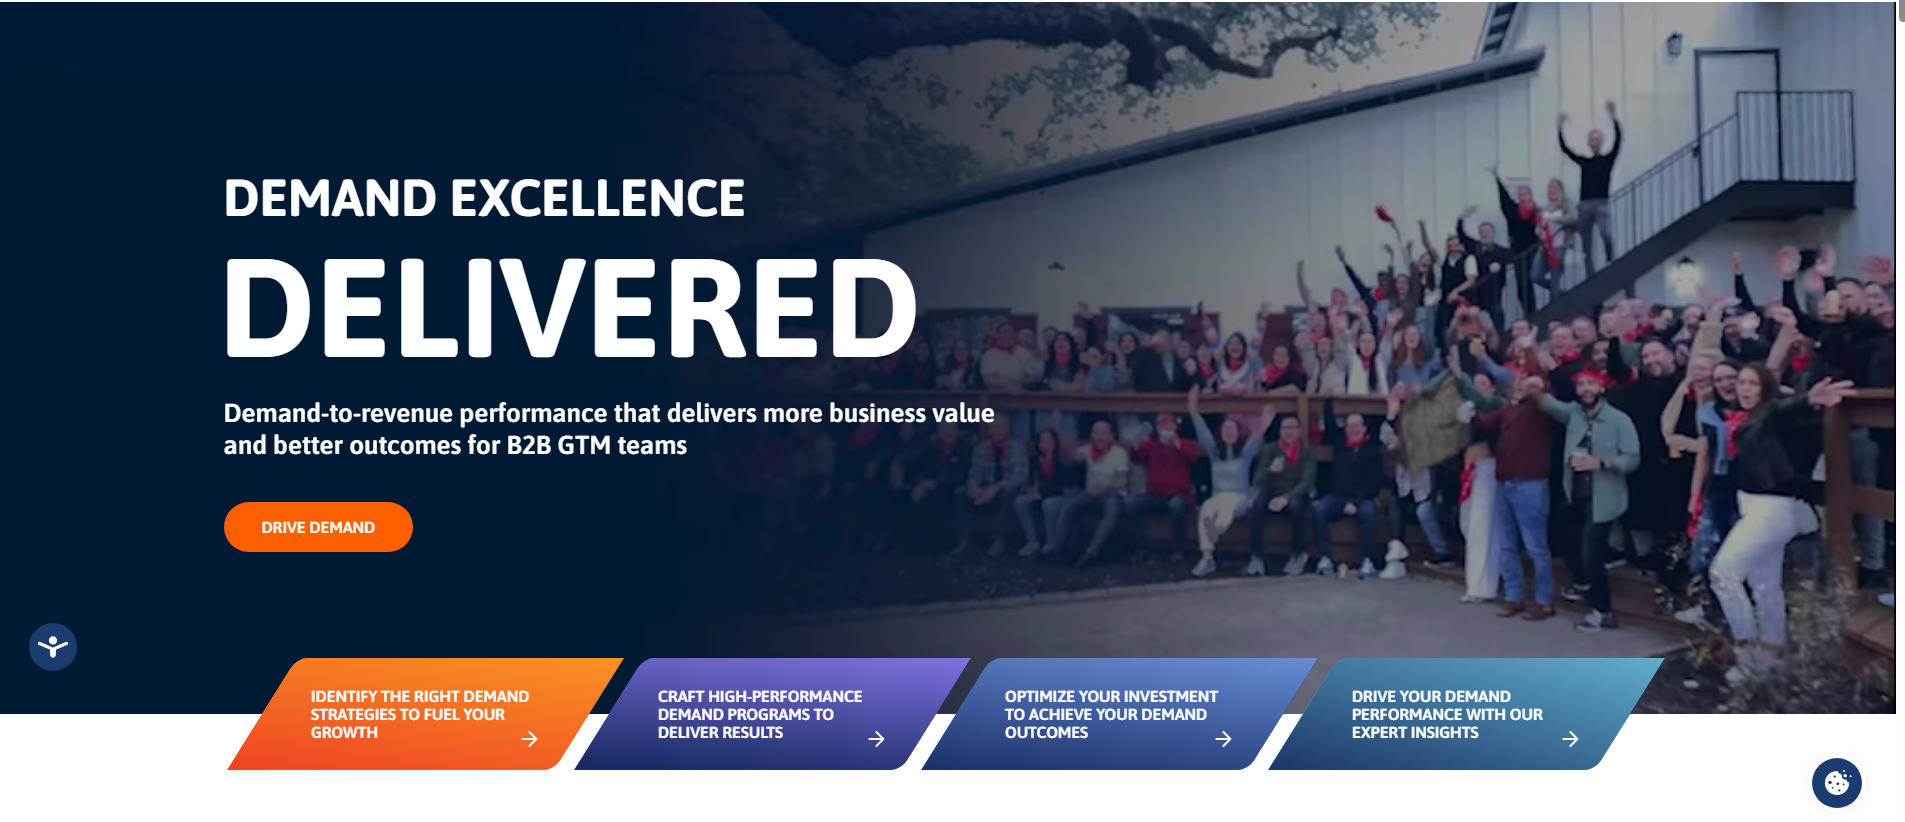 DEMAND EXCELLENCE
DELIVERED
Demand-to-revenue performance that delivers more business value
and better outcomes for B2B GTM teams
DRIVE DEMAND
IDENTIFY THE RIGHT DEMAND
STRATEGIES TO FUEL YOUR
GROWTH
CRAFT HIGH-PERFORMANCE
DEMAND PROGRAMS TO
DELIVER RESULTS
OPTIMIZE YOUR INVESTMENT
TO ACHIEVE YOUR DEMAND
OUTCOMES
DRIVE YOUR DEMAND
PERFORMANCE WITH OUR
EXPERT INSIGHTS